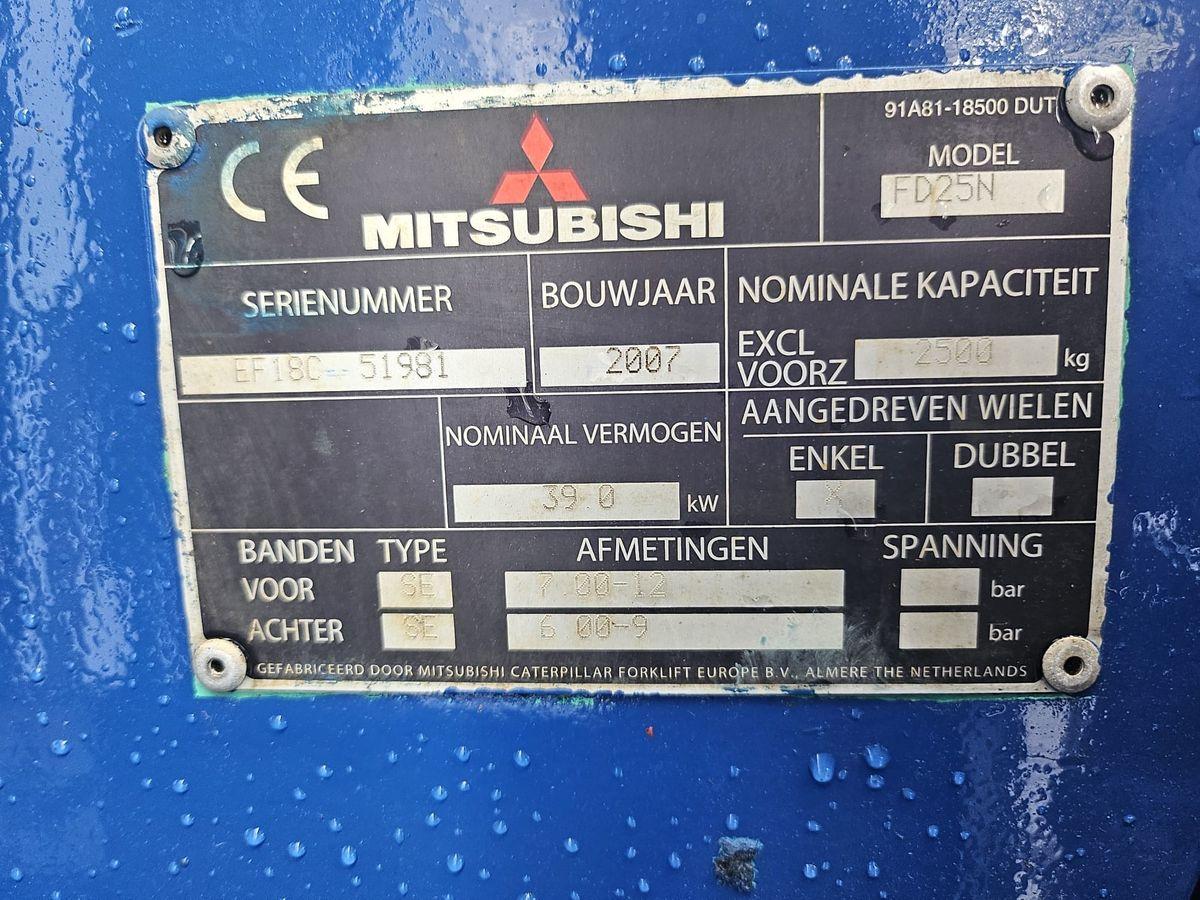 CE
MITSUBISHI
91A81-18500 DUT
MODEL
FD25N
SERIENUMMER
EF18C 51981
BOUWJAAR
2007
NOMINALE KAPACITEIT
EXCL VOORZ 2500 kg
NOMINAAL VERMOGEN
39.0 kW
AANGEDREVEN WIELEN
ENKEL DUBBEL
X
BANDEN TYPE AFMETINGEN SPANNING
VOOR SE 7.00-12 bar
ACHTER SE 6 00-9 bar
GEFABRICEERD DOOR MITSUBISHI CATERPILLAR FORKLIFT EUROPE B.V., ALMERE THE NETHERLANDS